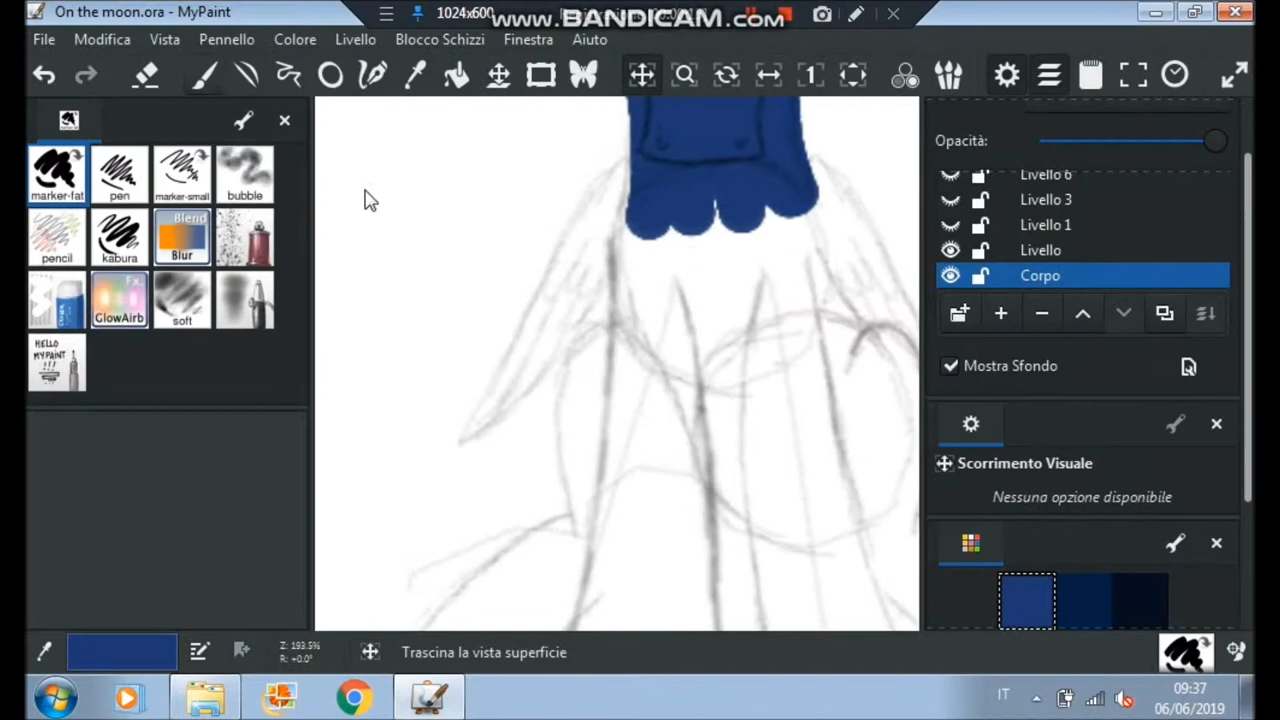 On the moon.ora - MyPaint
1024x600
www.BANDICAM.com
File Modifica Vista Pennello Colore Livello Blocco Schizzi Finestra Aiuto
1
Opacità:
marker-fat pen marker-small bubble
pencil kabura Blend Blur
Fx. GlowAirb soft
HELLO
MY PAINT
!!!
Livello 6
Livello 3
Livello 1
Livello
Corpo
Mostra Sfondo
Scorrimento Visuale
Nessuna opzione disponibile
Z: 193.5%
R: +0.0°
Trascina la vista superficie
IT
09:37
06/06/2019